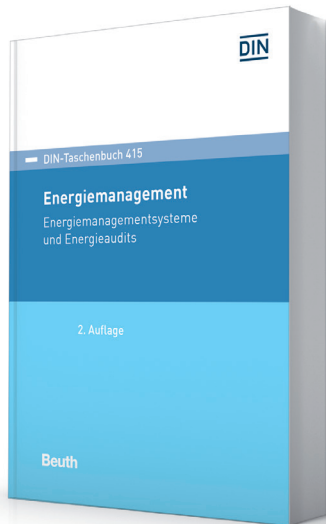 DIN
DIN-Taschenbuch 415
Energiemanagement
Energiemanagementsysteme
und Energieaudits
2. Auflage
Beuth